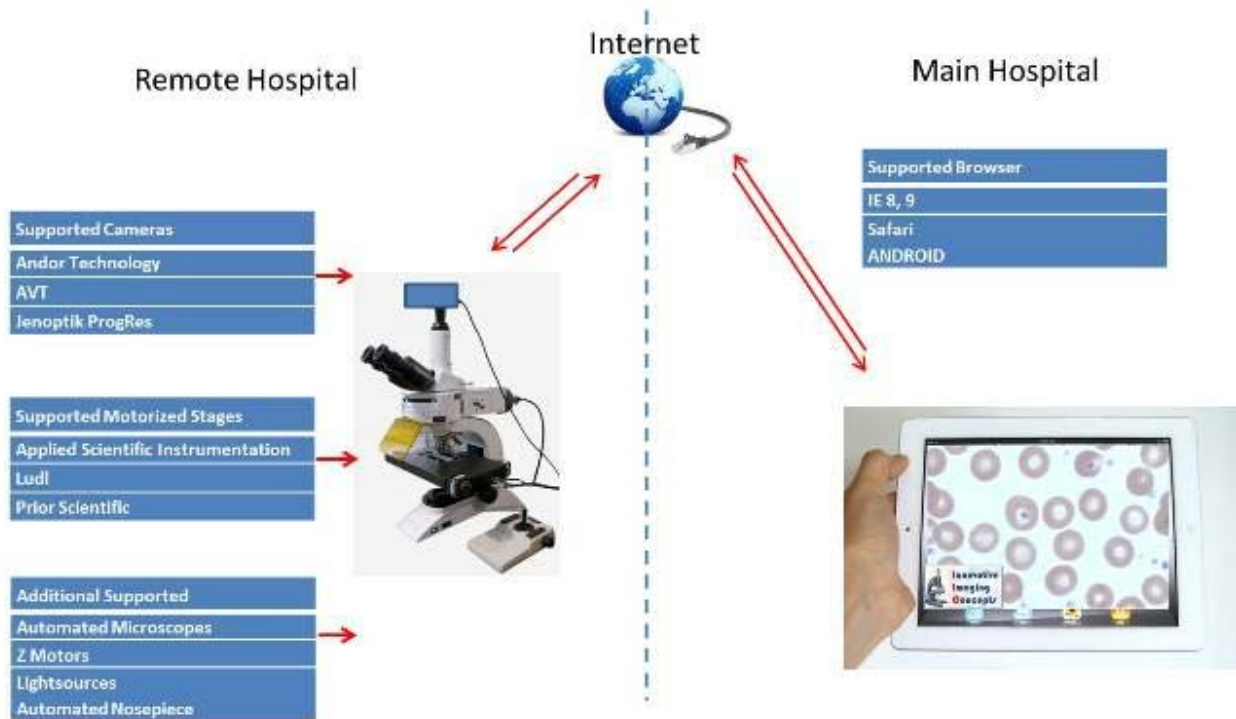 Internet
Remote Hospital
Main Hospital
Supported Cameras
Andor Technology
AVT
Jenoptik ProgRes
Supported Motorized Stages
Applied Scientific Instrumentation
Ludl
Prior Scientific
Additional Supported
Automated Microscopes
Z Motors
Lightsources
Automated Nosepiece
Supported Browser
IE 8, 9
Safari
ANDROID
Innovative
Imaging
Concepts